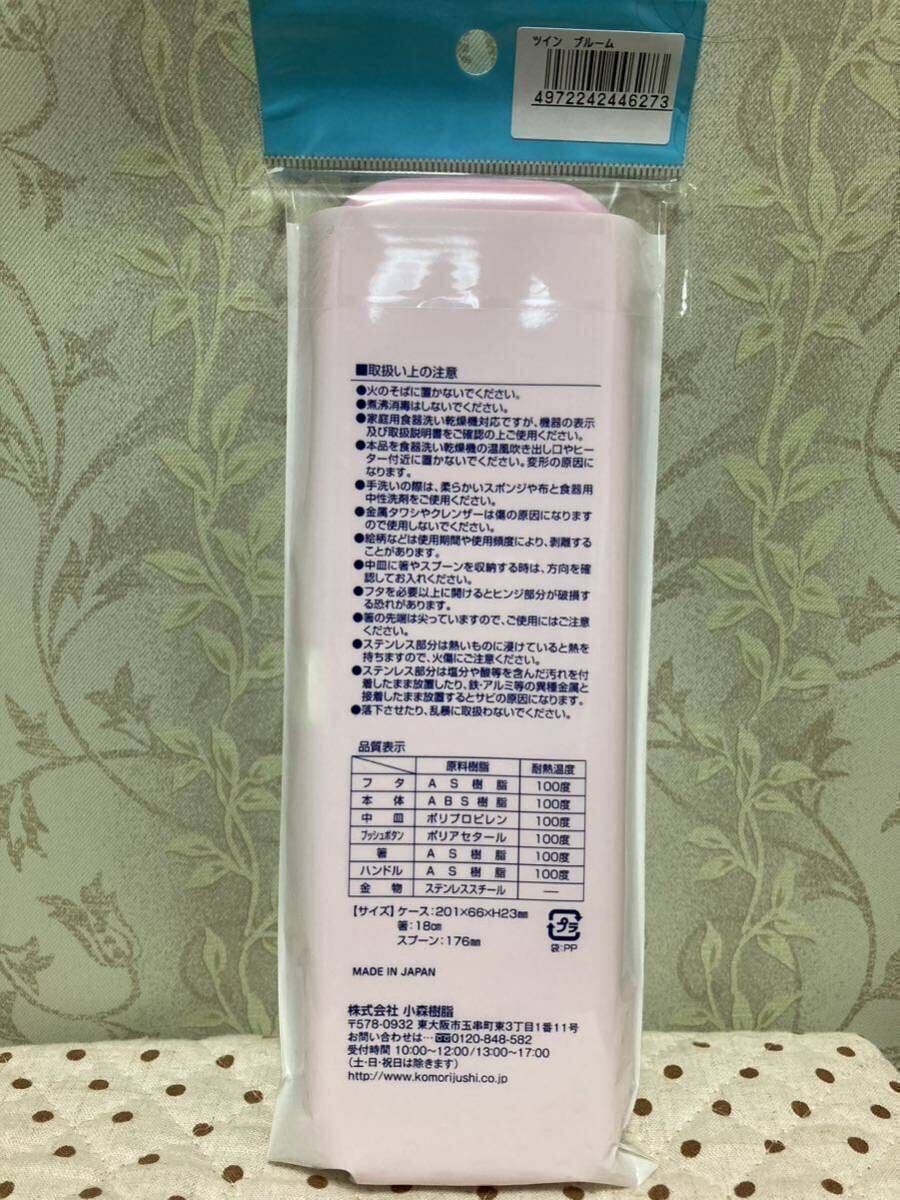 ツイン　ブルーム
4972242446273
■取扱い上の注意
●火のそばに置かないでください。
●煮沸消毒はしないでください。
●家庭用食器洗い乾燥機対応ですが、機器の表示
及び取扱説明書をご確認の上ご使用ください。
●本品を食器洗い乾燥機の温風吹き出し口やヒー
ター付近に置かないでください。変形の原因に
なります。
●手洗いの際は、柔らかいスポンジや布と食器用
中性洗剤をご使用ください。
●金属タワシやクレンザーは傷の原因になります
ので使用しないでください。
●絵柄などは使用期間や使用頻度により、剥離する
ことがあります。
●中皿に箸やスプーンを収納する時は、方向を確
認してお入れください。
●フタを必要以上に開けるとヒンジ部分が破損す
る恐れがあります。
●箸の先端は尖っていますので、ご使用にはご注意
ください。
●ステンレス部分は熱いものに浸けていると熱を
持ちますので、火傷にご注意ください。
●ステンレス部分は塩分や酸等を含んだ汚れを付
着したまま放置したり、鉄・アルミ等の異種金属と
接着したまま放置するとサビの原因になります。
●落下させたり、乱暴に取扱わないでください。
品質表示
原料樹脂 耐熱温度
フタ AS樹脂 100度
本体 ABS樹脂 100度
中皿 ポリプロピレン 100度
プッシュボタン ポリアセタール 100度
箸 AS樹脂 100度
ハンドル AS樹脂 100度
金物 ステンレススチール —
【サイズ】ケース:201×66×H23㎜
箸:18㎝
スプーン:176㎜
プラ
袋:PP
MADE IN JAPAN
株式会社 小森樹脂
〒578-0932 東大阪市玉串町東3丁目1番11号
お問い合わせは…0120-848-582
受付時間 10:00〜12:00/13:00〜17:00
(土・日・祝日は除きます)
http://www.komorijushi.co.jp